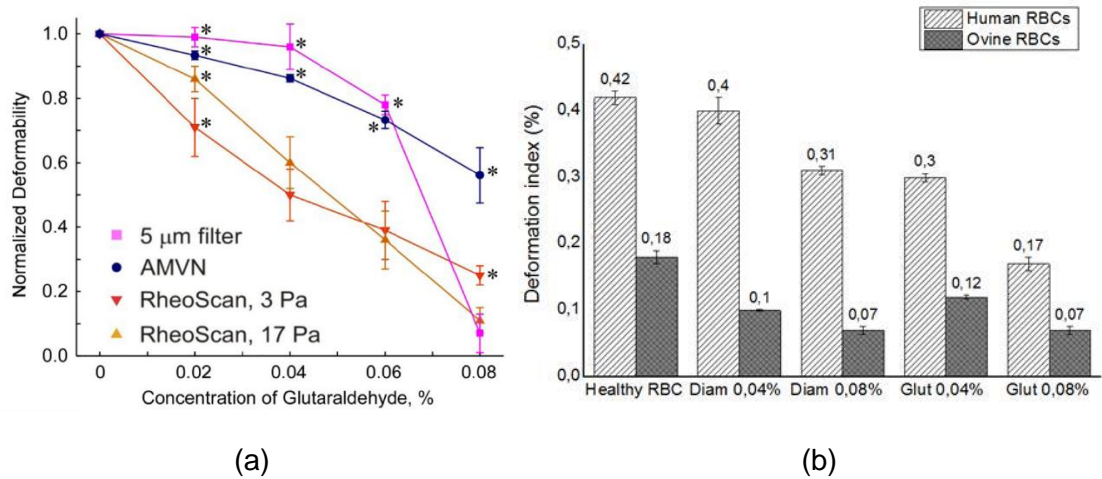 1.0
0.8
0.6
0.4
0.2
0.0
Normalized Deformability
* * * * * * * * *
5 μm filter
AMVN
RheoScan, 3 Pa
RheoScan, 17 Pa
0 0.02 0.04 0.06 0.08
Concentration of Glutaraldehyde, %
(a)
Human RBCs
Ovine RBCs
0,5
0,4
0,3
0,2
0,1
0,0
Deformation index (%)
0,42
0,18
0,4
0,1
0,31
0,07
0,3
0,12
0,17
0,07
Healthy RBC Diam 0,04% Diam 0,08% Glut 0,04% Glut 0,08%
(b)